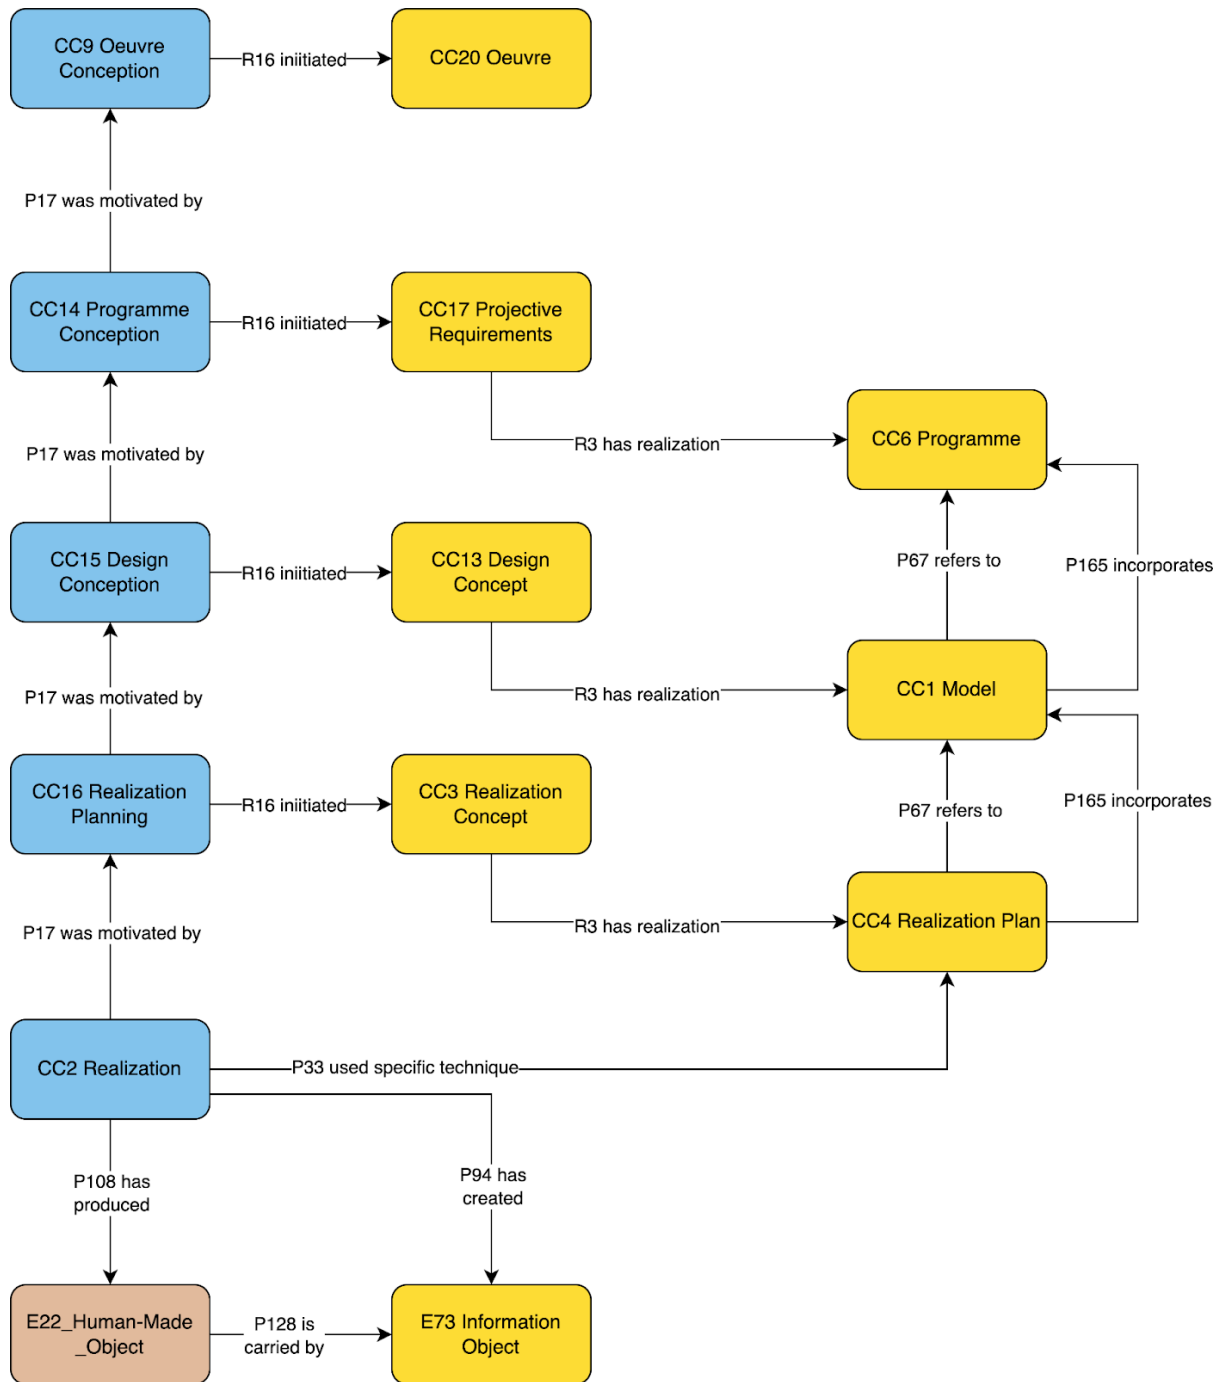 CC9 Oeuvre
Conception
R16 iniitiated
CC20 Oeuvre
P17 was motivated by
CC14 Programme
Conception
R16 iniitiated
CC17 Projective
Requirements
R3 has realization
CC6 Programme
P17 was motivated by
CC15 Design
Conception
R16 iniitiated
CC13 Design
Concept
P67 refers to
P165 incorporates
R3 has realization
CC1 Model
P17 was motivated by
CC16 Realization
Planning
R16 iniitiated
CC3 Realization
Concept
P67 refers to
P165 incorporates
R3 has realization
CC4 Realization Plan
P17 was motivated by
CC2 Realization
P33 used specific technique
P108 has
produced
P94 has
created
E22_Human-Made
_Object
P128 is
carried by
E73 Information
Object